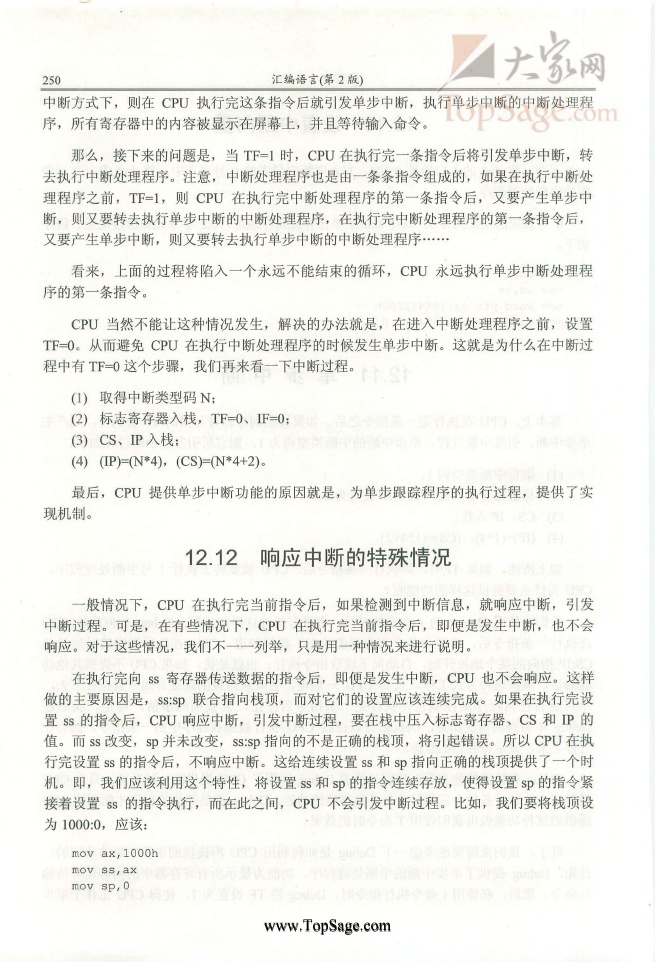 大家网
TopSage.com
250
汇编语言(第 2 版)
中断方式下，则在 CPU 执行完这条指令后就引发单步中断，执行单步中断的中断处理程
序，所有寄存器中的内容被显示在屏幕上，并且等待输入命令。
那么，接下来的问题是，当 TF=1 时，CPU 在执行完一条指令后将引发单步中断，转
去执行中断处理程序。注意，中断处理程序也是由一条条指令组成的，如果在执行中断处
理程序之前，TF=1，则 CPU 在执行完中断处理程序的第一条指令后，又要产生单步中
断，则又要转去执行单步中断的中断处理程序，在执行完中断处理程序的第一条指令后，
又要产生单步中断，则又要转去执行单步中断的中断处理程序……
看来，上面的过程将陷入一个永远不能结束的循环，CPU 永远执行单步中断处理程
序的第一条指令。
CPU 当然不能让这种情况发生，解决的办法就是，在进入中断处理程序之前，设置
TF=0。从而避免 CPU 在执行中断处理程序的时候发生单步中断。这就是为什么在中断过
程中有 TF=0 这个步骤，我们再来看一下中断过程。
(1) 取得中断类型码 N；
(2) 标志寄存器入栈，TF=0、IF=0；
(3) CS、IP 入栈；
(4) (IP)=(N*4)，(CS)=(N*4+2)。
最后，CPU 提供单步中断功能的原因就是，为单步跟踪程序的执行过程，提供了实
现机制。
12.12 响应中断的特殊情况
一般情况下，CPU 在执行完当前指令后，如果检测到中断信息，就响应中断，引发
中断过程。可是，在有些情况下，CPU 在执行完当前指令后，即便是发生中断，也不会
响应。对于这些情况，我们不一一列举，只是用一种情况来进行说明。
在执行完向 ss 寄存器传送数据的指令后，即便是发生中断，CPU 也不会响应。这样
做的主要原因是，ss:sp 联合指向栈顶，而对它们的设置应该连续完成。如果在执行完设
置 ss 的指令后，CPU 响应中断，引发中断过程，要在栈中压入标志寄存器、CS 和 IP 的
值。而 ss 改变，sp 并未改变，ss:sp 指向的不是正确的栈顶，将引起错误。所以 CPU 在执
行完设置 ss 的指令后，不响应中断。这给连续设置 ss 和 sp 指向正确的栈顶提供了一个时
机。即，我们应该利用这个特性，将设置 ss 和 sp 的指令连续存放，使得设置 sp 的指令紧
接着设置 ss 的指令执行，而在此之间，CPU 不会引发中断过程。比如，我们要将栈顶设
为 1000:0，应该：
mov ax,1000h
mov ss,ax
mov sp,0
www.TopSage.com